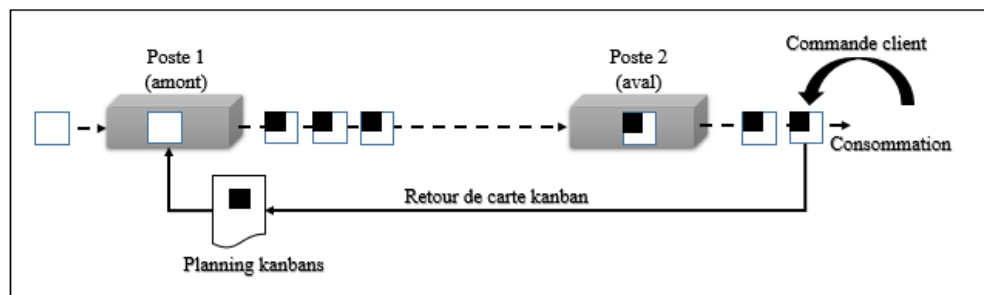 Commande client
Poste 1
(amont)
Poste 2
(aval)
Consommation
Retour de carte kanban
Planning kanbans